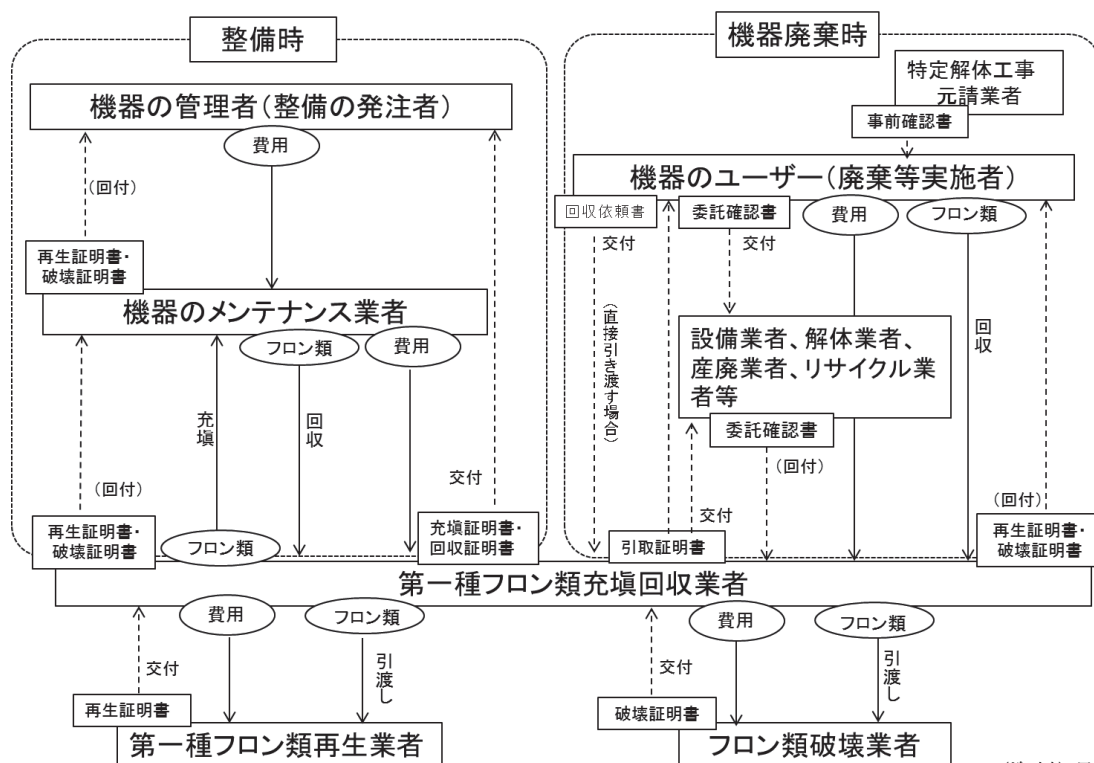 整備時
機器廃棄時
特定解体工事
元請業者
事前確認書
機器の管理者(整備の発注者)
費用
(回付)
再生証明書・
破壊証明書
機器のメンテナンス業者
フロン類
費用
充塡
回収
(回付)
交付
再生証明書・
破壊証明書
フロン類
充塡証明書・
回収証明書
機器のユーザー(廃棄等実施者)
回収依頼書
委託確認書
費用
フロン類
交付
交付
(直接引き渡す場合)
設備業者、解体業者、
産廃業者、リサイクル業
者等
回収
委託確認書
(回付)
交付
引取証明書
(回付)
再生証明書・
破壊証明書
第一種フロン類充塡回収業者
費用
フロン類
費用
フロン類
交付
引渡し
交付
引渡し
再生証明書
破壊証明書
第一種フロン類再生業者
フロン類破壊業者